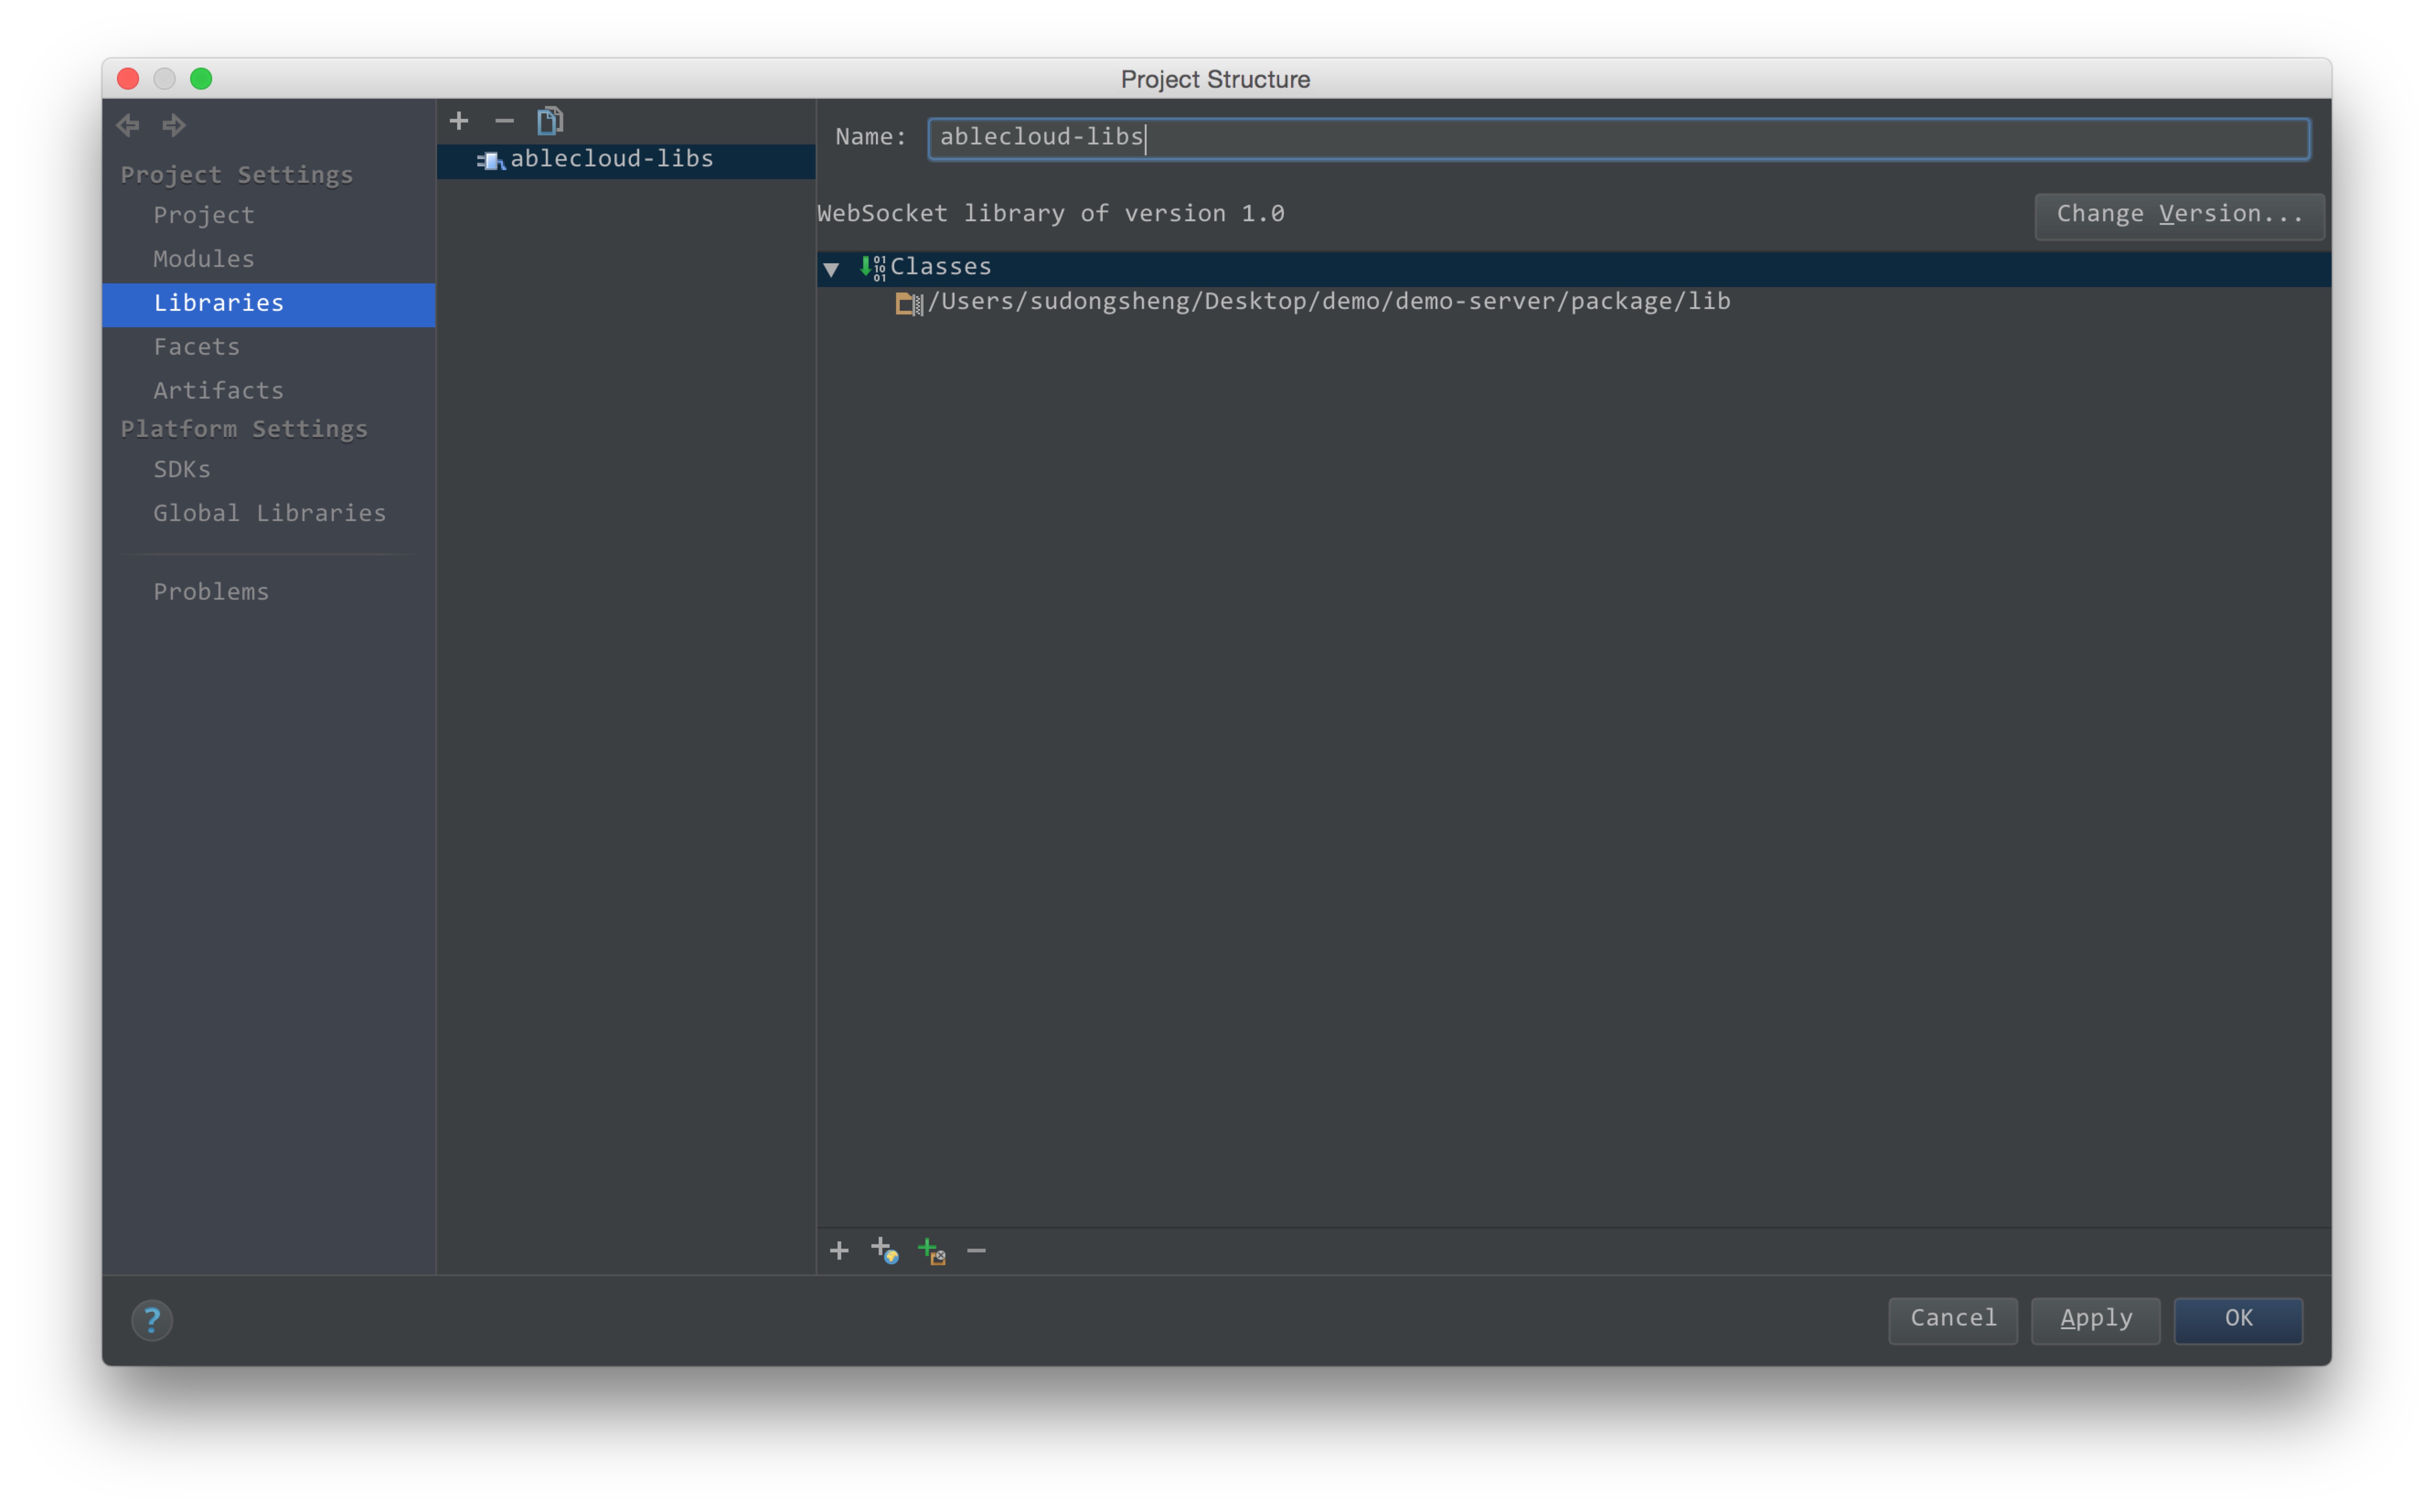 Project Structure
Project Settings
Project
Modules
Libraries
Facets
Artifacts
Platform Settings
SDKs
Global Libraries
Problems
ablecloud-libs
Name: ablecloud-libs
WebSocket library of version 1.0
Change Version...
Classes
/Users/sudongsheng/Desktop/demo/demo-server/package/lib
?
Cancel
Apply
OK